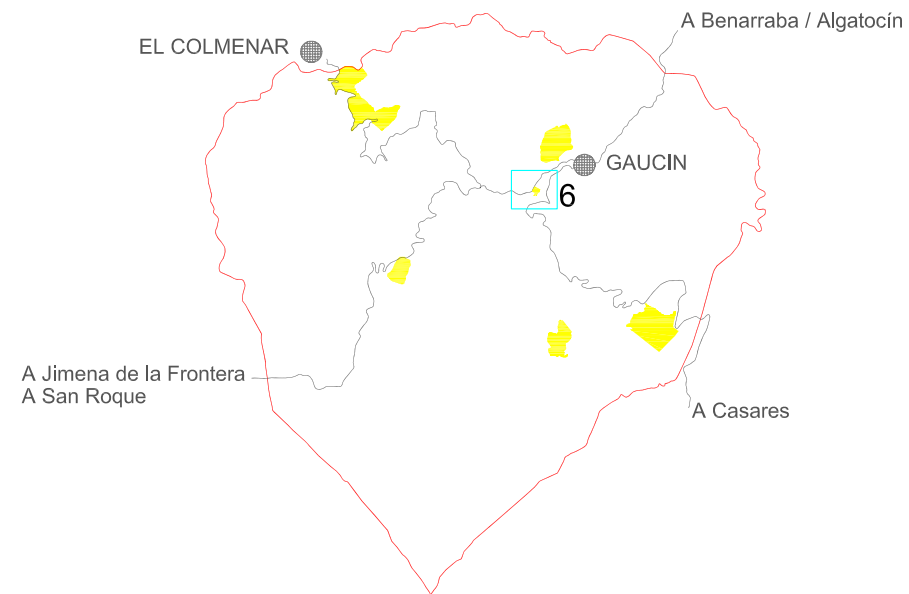 A Benarraba / Algatocín
EL COLMENAR
GAUCIN
6
A Jimena de la Frontera
A San Roque
A Casares